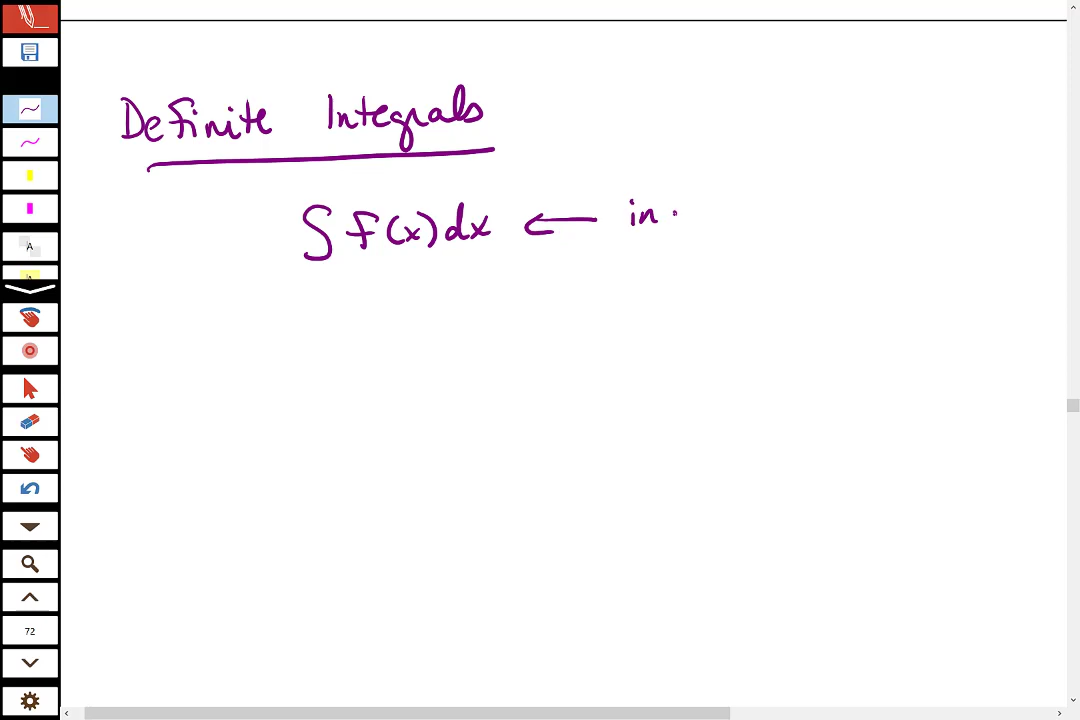 Definite Integrals
∫ f(x) dx ← in
72